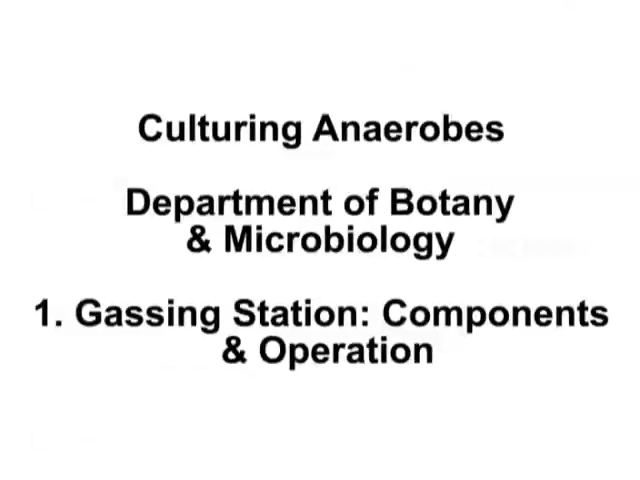 Culturing Anaerobes
Department of Botany
& Microbiology
1. Gassing Station: Components
& Operation